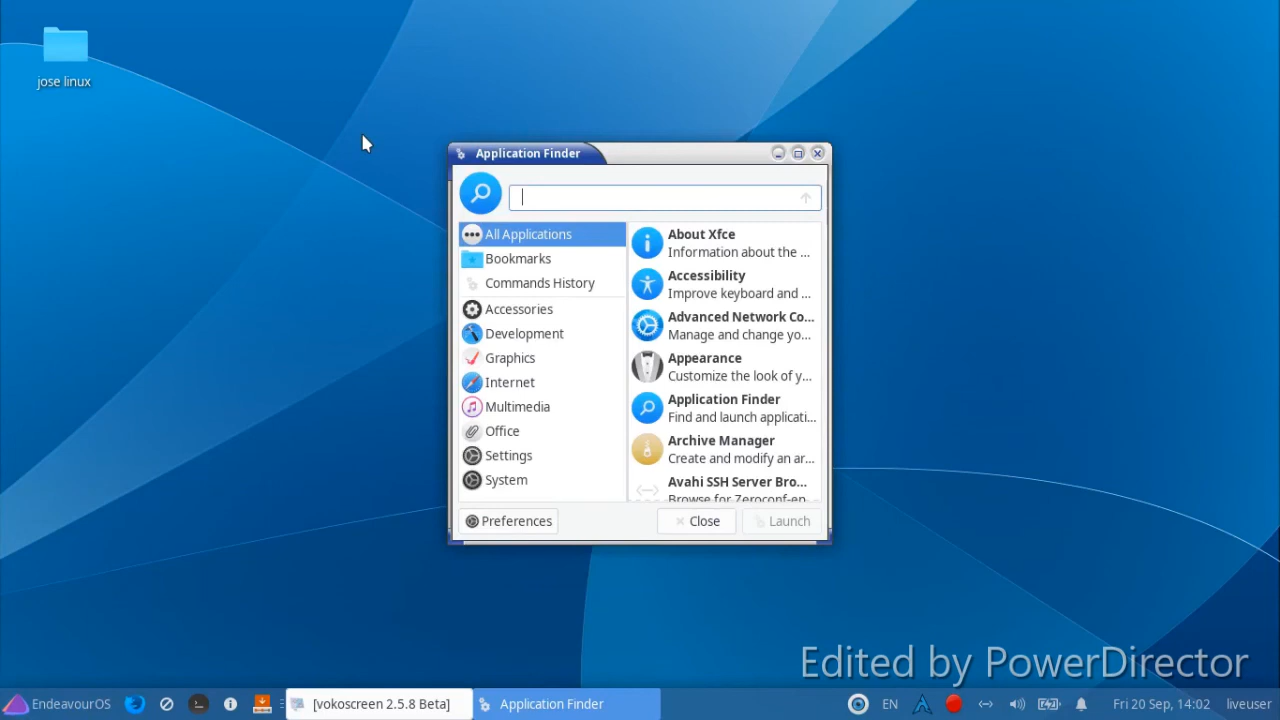 jose linux
Application Finder
All Applications
Bookmarks
Commands History
Accessories
Development
Graphics
Internet
Multimedia
Office
Settings
System
About Xfce
Information about the ...
Accessibility
Improve keyboard and ...
Advanced Network Co...
Manage and change yo...
Appearance
Customize the look of y...
Application Finder
Find and launch applicati...
Archive Manager
Create and modify an ar...
Avahi SSH Server Bro...
Browse for Zeroconf-en
Preferences
Close
Launch
Edited by PowerDirector
EndeavourOS
[vokoscreen 2.5.8 Beta]
Application Finder
EN
Fri 20 Sep, 14:02
liveuser